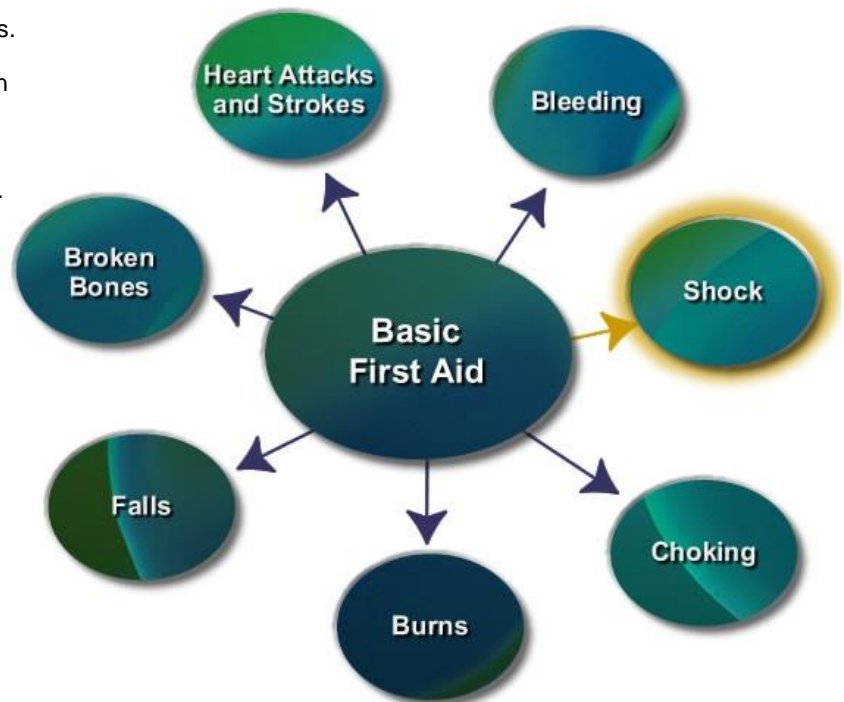 s.
n
.
Heart Attacks
and Strokes
Bleeding
Broken
Bones
Shock
Basic
First Aid
Falls
Choking
Burns